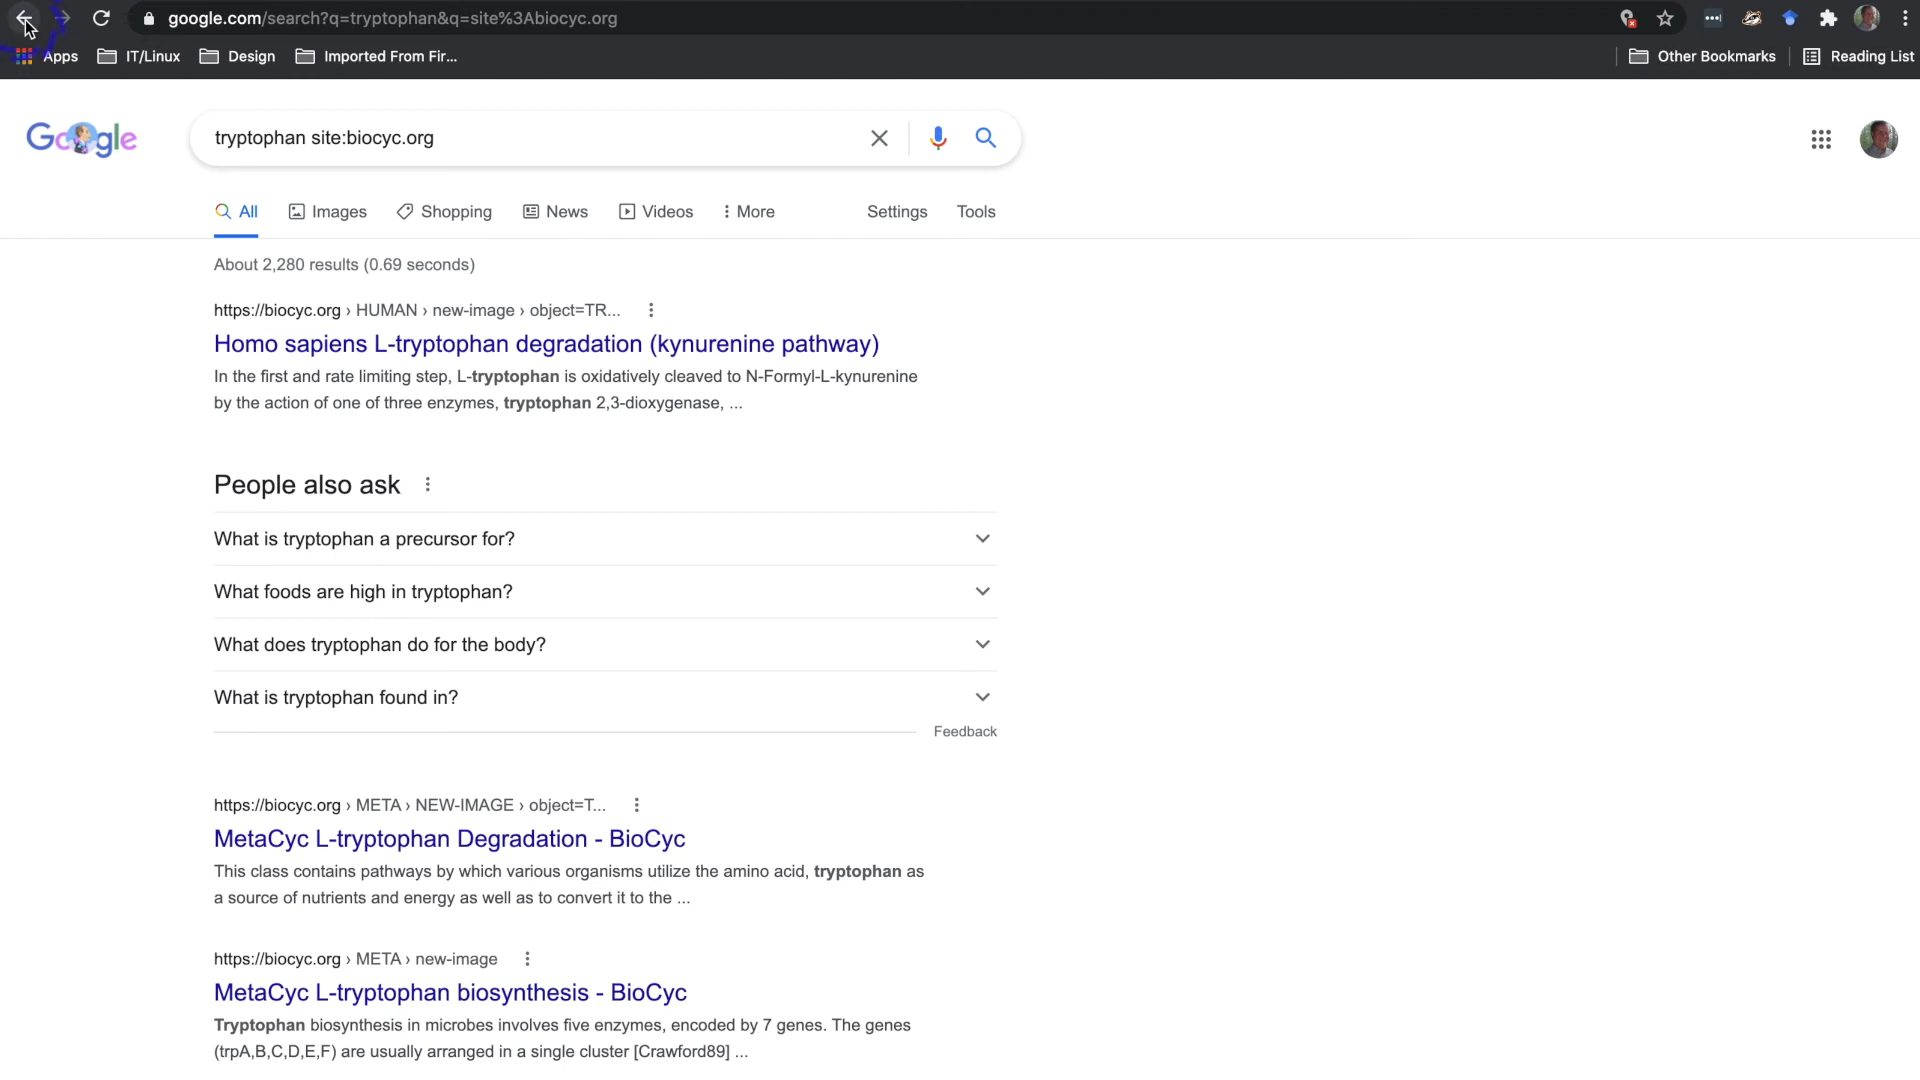 google.com/search?q=tryptophan&q=site%3Abiocyc.org
Apps IT/Linux Design Imported From Fir... Other Bookmarks Reading List
Google
tryptophan site:biocyc.org
All Images Shopping News Videos More Settings Tools
About 2,280 results (0.69 seconds)
https://biocyc.org › HUMAN › new-image › object=TR...
Homo sapiens L-tryptophan degradation (kynurenine pathway)
In the first and rate limiting step, L-tryptophan is oxidatively cleaved to N-Formyl-L-kynurenine
by the action of one of three enzymes, tryptophan 2,3-dioxygenase, ...
People also ask
What is tryptophan a precursor for?
What foods are high in tryptophan?
What does tryptophan do for the body?
What is tryptophan found in?
Feedback
https://biocyc.org › META › NEW-IMAGE › object=T...
MetaCyc L-tryptophan Degradation - BioCyc
This class contains pathways by which various organisms utilize the amino acid, tryptophan as
a source of nutrients and energy as well as to convert it to the ...
https://biocyc.org › META › new-image
MetaCyc L-tryptophan biosynthesis - BioCyc
Tryptophan biosynthesis in microbes involves five enzymes, encoded by 7 genes. The genes
(trpA,B,C,D,E,F) are usually arranged in a single cluster [Crawford89] ...